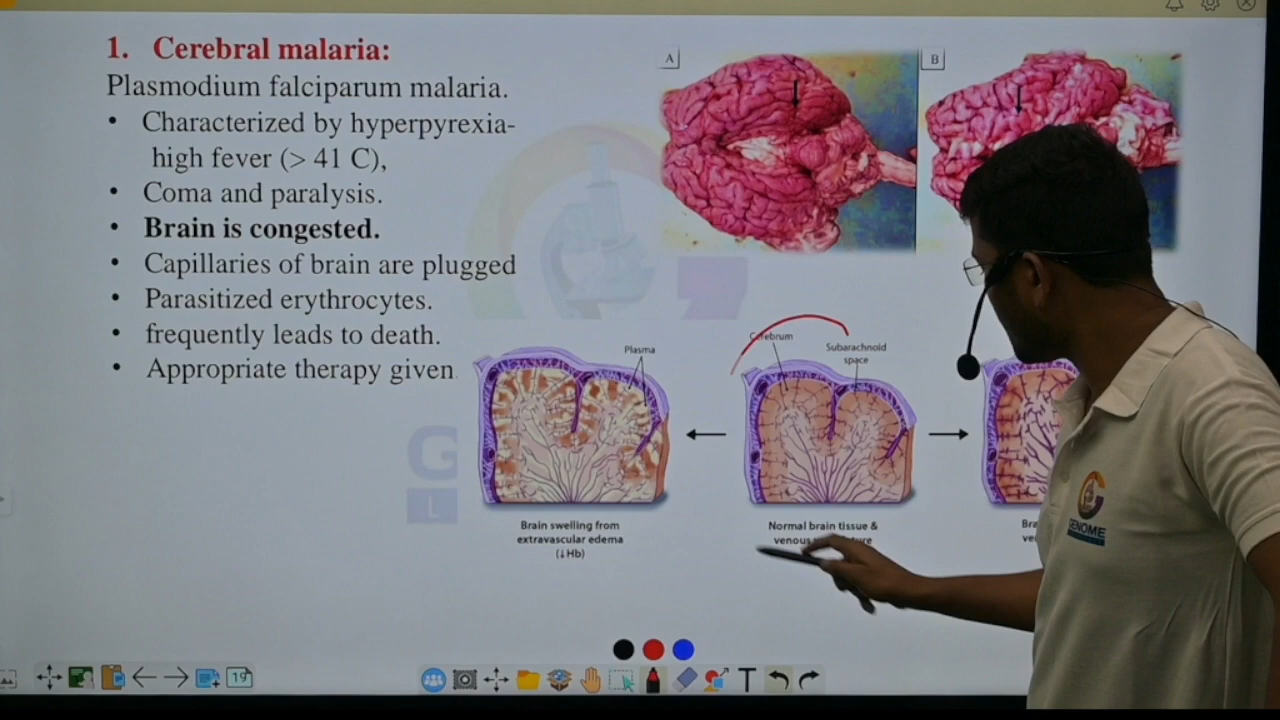 1. Cerebral malaria:
Plasmodium falciparum malaria.
• Characterized by hyperpyrexia-
high fever (> 41 C),
• Coma and paralysis.
• Brain is congested.
• Capillaries of brain are plugged
• Parasitized erythrocytes.
• frequently leads to death.
• Appropriate therapy given
A
B
Plasma
Cerebrum
Subarachnoid
space
Brain swelling from
extravascular edema
(↓Hb)
Normal brain tissue &
venous
G
L
GENOME
19
T